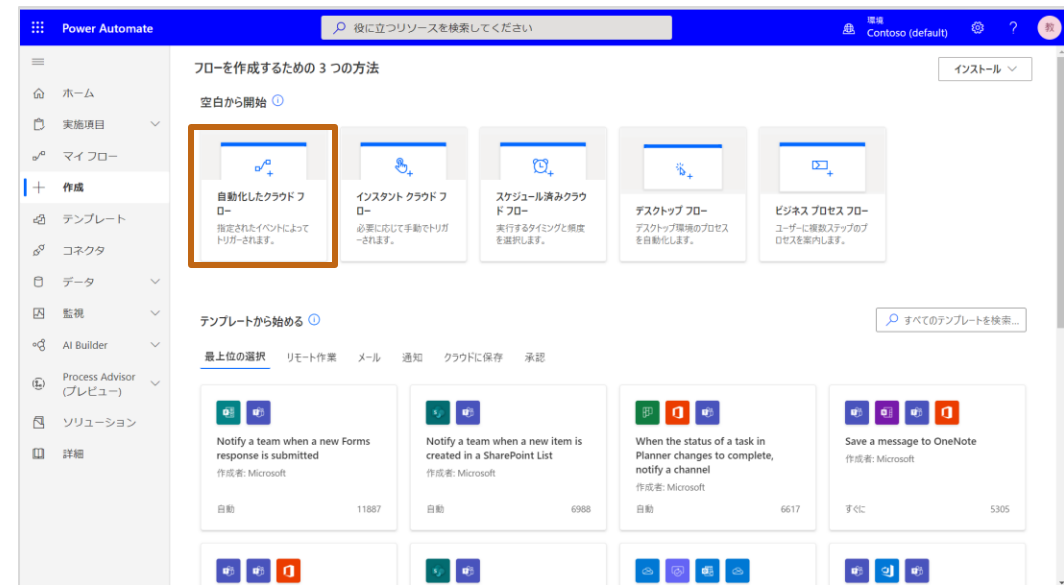 Power Automate
役に立つリソースを検索してください
環境
Contoso (default)
?
教
フローを作成するための 3 つの方法
インストール
ホーム
実施項目
マイ フロー
作成
テンプレート
コネクタ
データ
監視
AI Builder
Process Advisor
(プレビュー)
ソリューション
詳細
空白から開始
自動化したクラウド フ
ロー
指定されたイベントによって
トリガーされます。
インスタント クラウド フ
ロー
必要に応じて手動でトリガ
ーされます。
スケジュール済みクラウ
ド フロー
実行するタイミングと頻度
を選択します。
デスクトップ フロー
デスクトップ環境のプロセス
を自動化します。
ビジネス プロセス フロー
ユーザーに複数ステップのプ
ロセスを案内します。
テンプレートから始める
すべてのテンプレートを検索...
最上位の選択
リモート作業
メール
通知
クラウドに保存
承認
Notify a team when a new Forms
response is submitted
作成者: Microsoft
自動
11887
Notify a team when a new item is
created in a SharePoint List
作成者: Microsoft
自動
6988
When the status of a task in
Planner changes to complete,
notify a channel
作成者: Microsoft
自動
6617
Save a message to OneNote
作成者: Microsoft
すぐに
5305